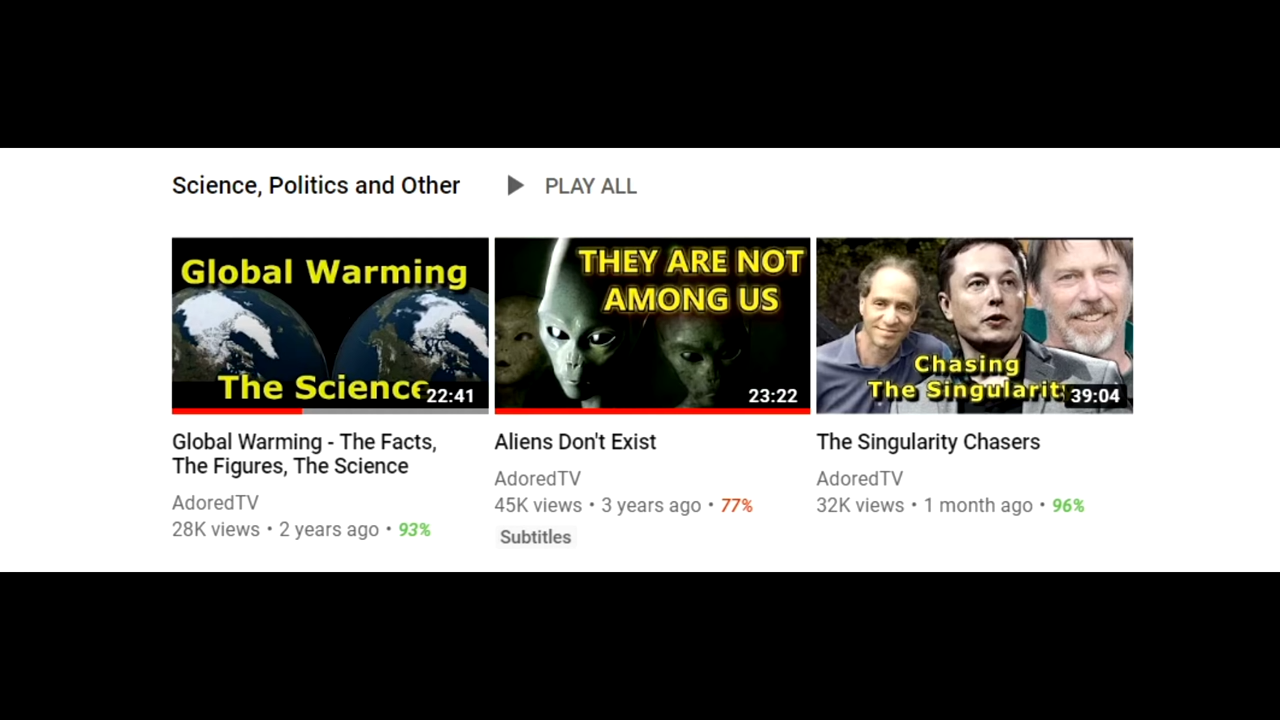 Science, Politics and Other PLAY ALL
Global Warming
The Science
22:41
THEY ARE NOT
AMONG US
23:22
Chasing
The Singularit
39:04
Global Warming - The Facts,
The Figures, The Science
AdoredTV
28K views • 2 years ago • 93%
Aliens Don't Exist
AdoredTV
45K views • 3 years ago • 77%
Subtitles
The Singularity Chasers
AdoredTV
32K views • 1 month ago • 96%